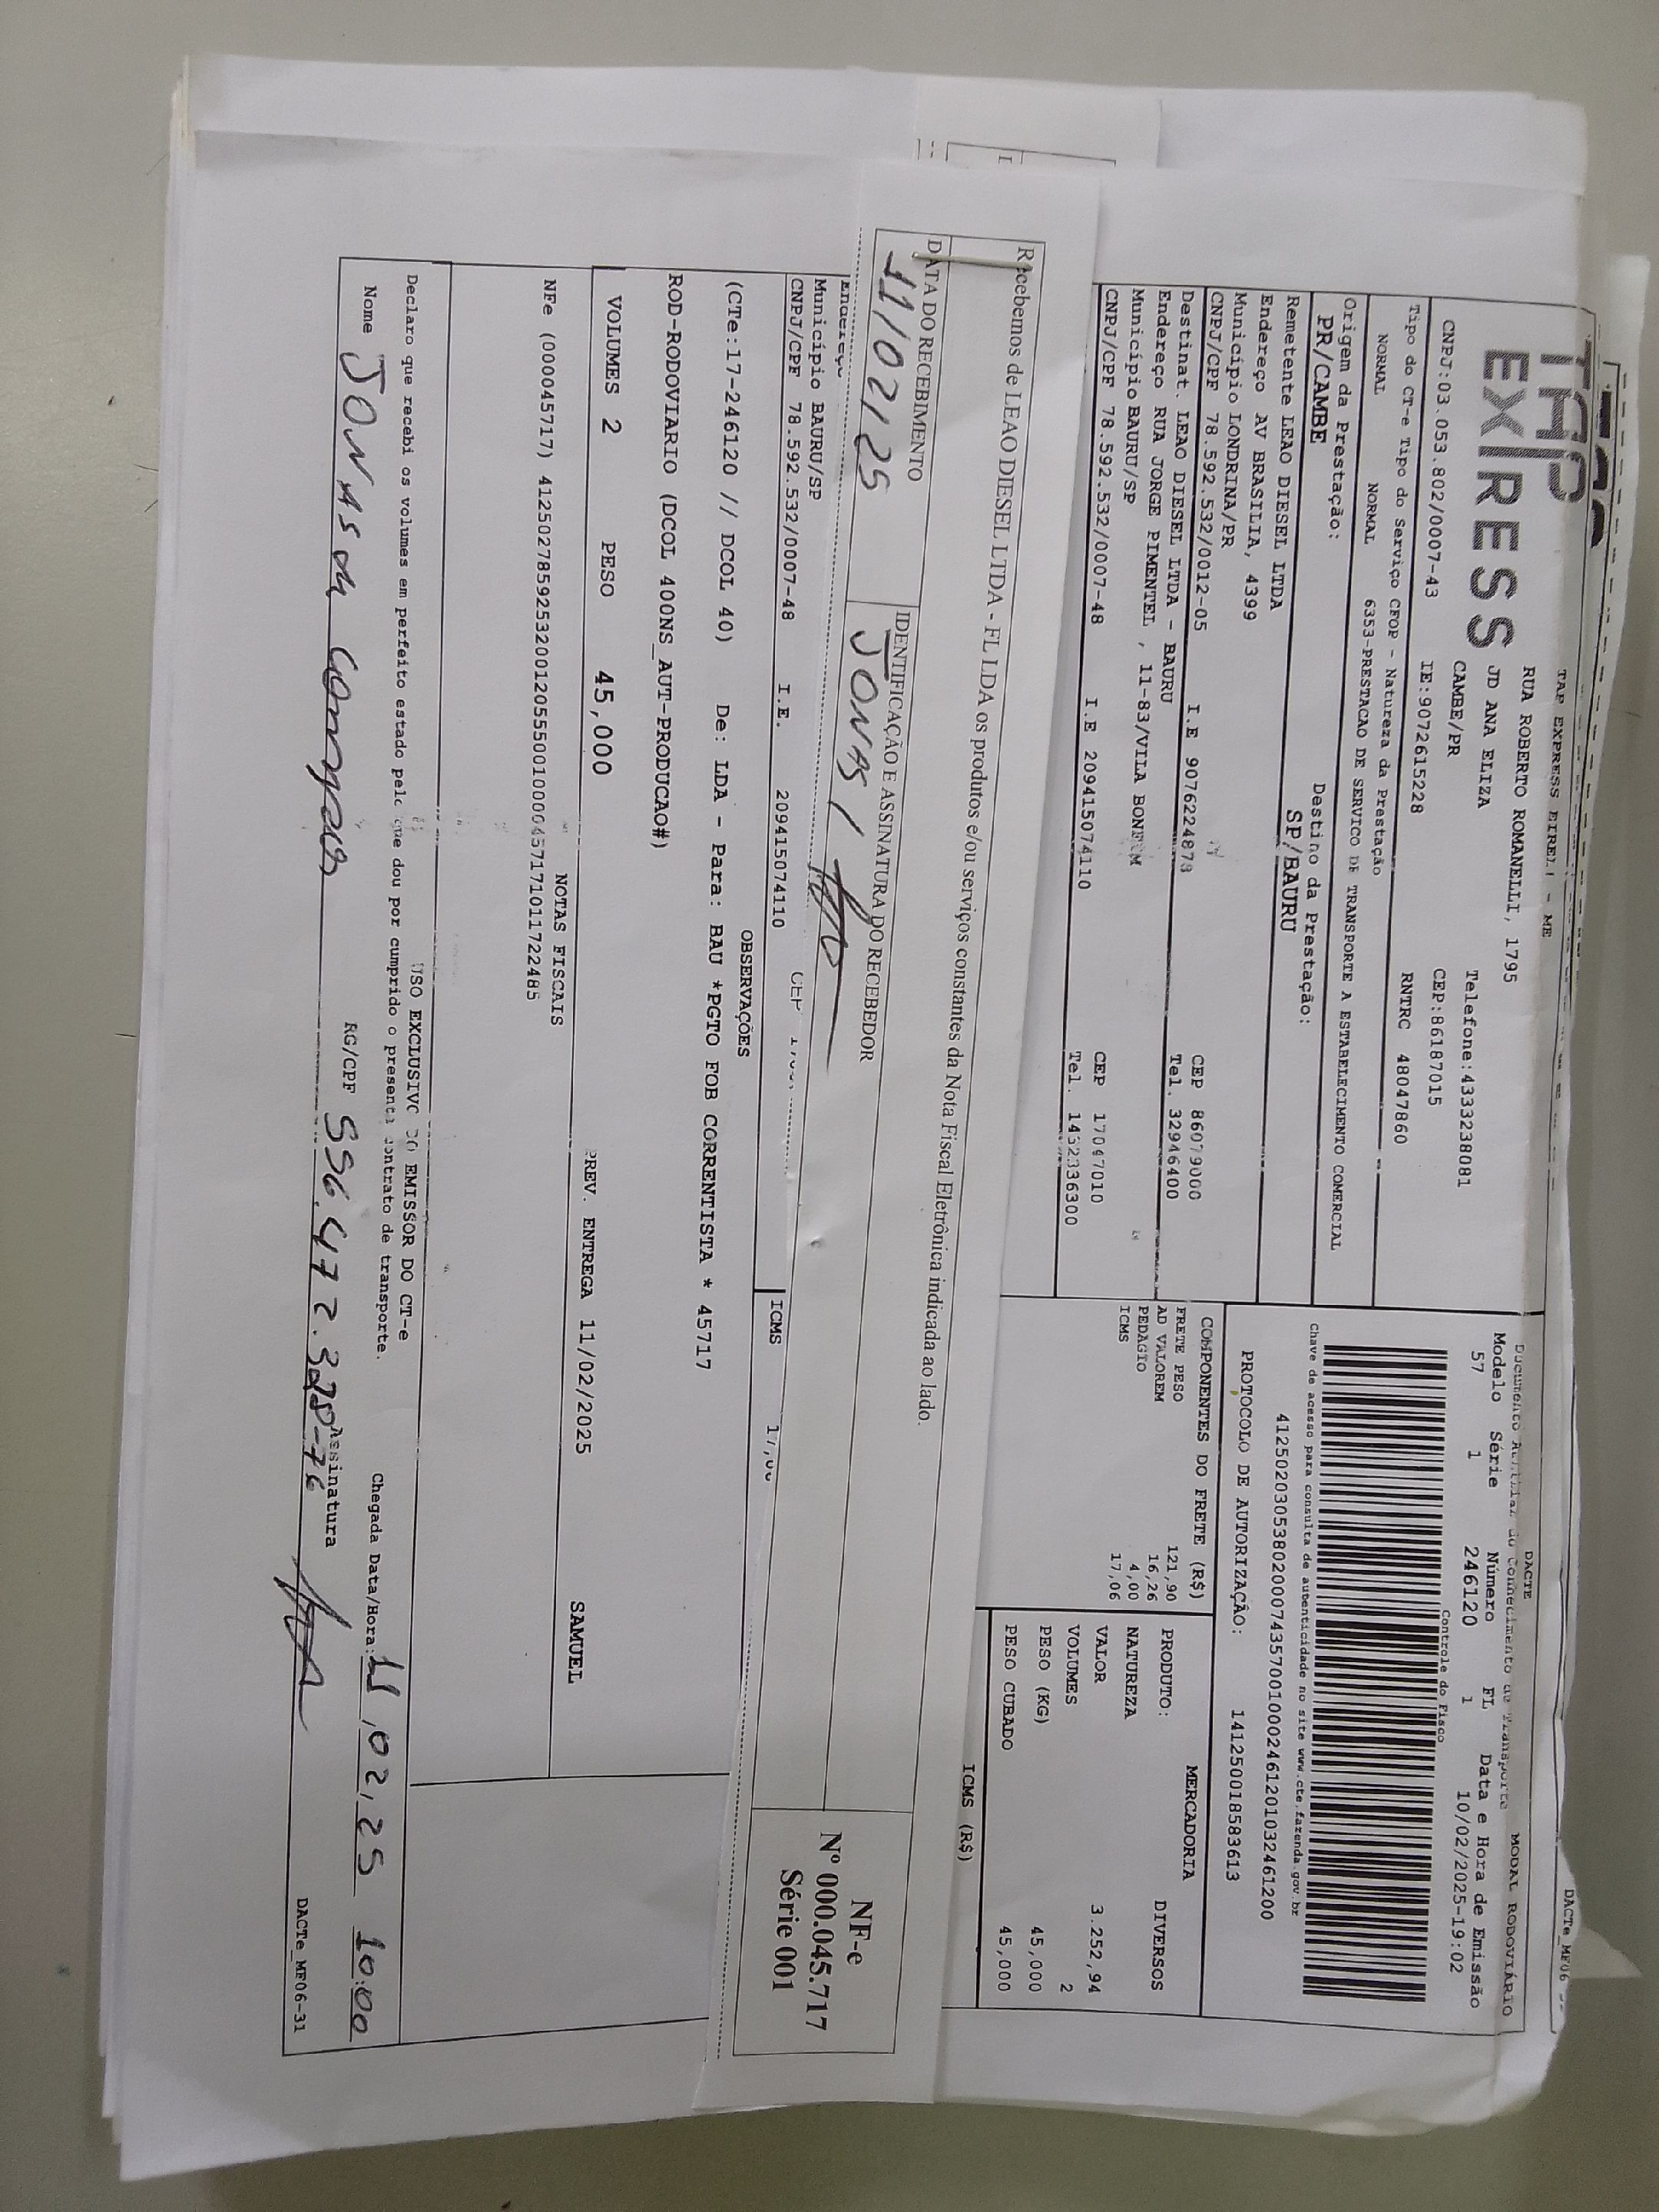 TAP EXPRESS EIRELI - ME
TAP
EXPRESS
RUA ROBERTO ROMANELLI, 1795
JD ANA ELIZA
Telefone:4333238081
CAMBE/PR
CEP:86187015
CNPJ:03.053.802/0007-43
IE:9072615228
RNTRC 48047860
Tipo do CT-e Tipo do Serviço CFOP - Natureza da Prestação
NORMAL NORMAL 6353-PRESTACAO DE SERVICO DE TRANSPORTE A ESTABELECIMENTO COMERCIAL
Origem da Prestação: Destino da Prestação:
PR/CAMBE SP/BAURU
Remetente LEAO DIESEL LTDA
Endereço AV BRASILIA, 4399
Município LONDRINA/PR CEP 86079000
CNPJ/CPF 78.592.532/0012-05 I.E 9076224878 Tel. 32946400
Destinat. LEAO DIESEL LTDA - BAURU
Endereço RUA JORGE PIMENTEL , 11-83/VILA BONFIM
Município BAURU/SP CEP 17047010
CNPJ/CPF 78.592.532/0007-48 I.E 209415074110 Tel. 1432336300
DACTE MODAL RODOVIÁRIO
Documento Auxiliar do Conhecimento de Transporte
Modelo Série Número FL Data e Hora de Emissão
57 1 246120 1 10/02/2025-19:02
Controle do Fisco
Chave de acesso para consulta de autenticidade no site www.cte.fazenda.gov.br
41250203053802000743570010002461201032461200
PROTOCOLO DE AUTORIZAÇÃO: 141250018583613
COMPONENTES DO FRETE (R$)
FRETE PESO 121,90
AD VALOREM 16,26
PEDAGIO 4,00
ICMS 17,06
MERCADORIA
PRODUTO: DIVERSOS
NATUREZA
VALOR 3.252,94
VOLUMES 2
PESO (KG) 45,000
PESO CUBADO 45,000
ICMS (R$)
Recebemos de LEAO DIESEL LTDA - FL LDA os produtos e/ou serviços constantes da Nota Fiscal Eletrônica indicada ao lado.
DATA DO RECEBIMENTO IDENTIFICAÇÃO E ASSINATURA DO RECEBEDOR
11/02/25 JONAS
NF-e
Nº 000.045.717
Série 001
Endereço
Município BAURU/SP
CNPJ/CPF 78.592.532/0007-48 I.E. 209415074110 CEP
ICMS
OBSERVAÇÕES
(CTe:17-246120 // DCOL 40) De: LDA - Para: BAU *PGTO FOB CORRENTISTA * 45717
ROD-RODOVIARIO (DCOL 400NS_AUT-PRODUCAO#)
VOLUMES 2 PESO 45,000 PREV. ENTREGA 11/02/2025 SAMUEL
NOTAS FISCAIS
NFe (000045717) 41250278592532001205550010000457171011722485
USO EXCLUSIVO DO EMISSOR DO CT-e
Declaro que recebi os volumes em perfeito estado pelo que dou por cumprido o presente contrato de transporte.
Chegada Data/Hora: 11/02/25 10:00
Nome JONAS RG/CPF 556.472.328-76 Assinatura
DACTe_MF06-31